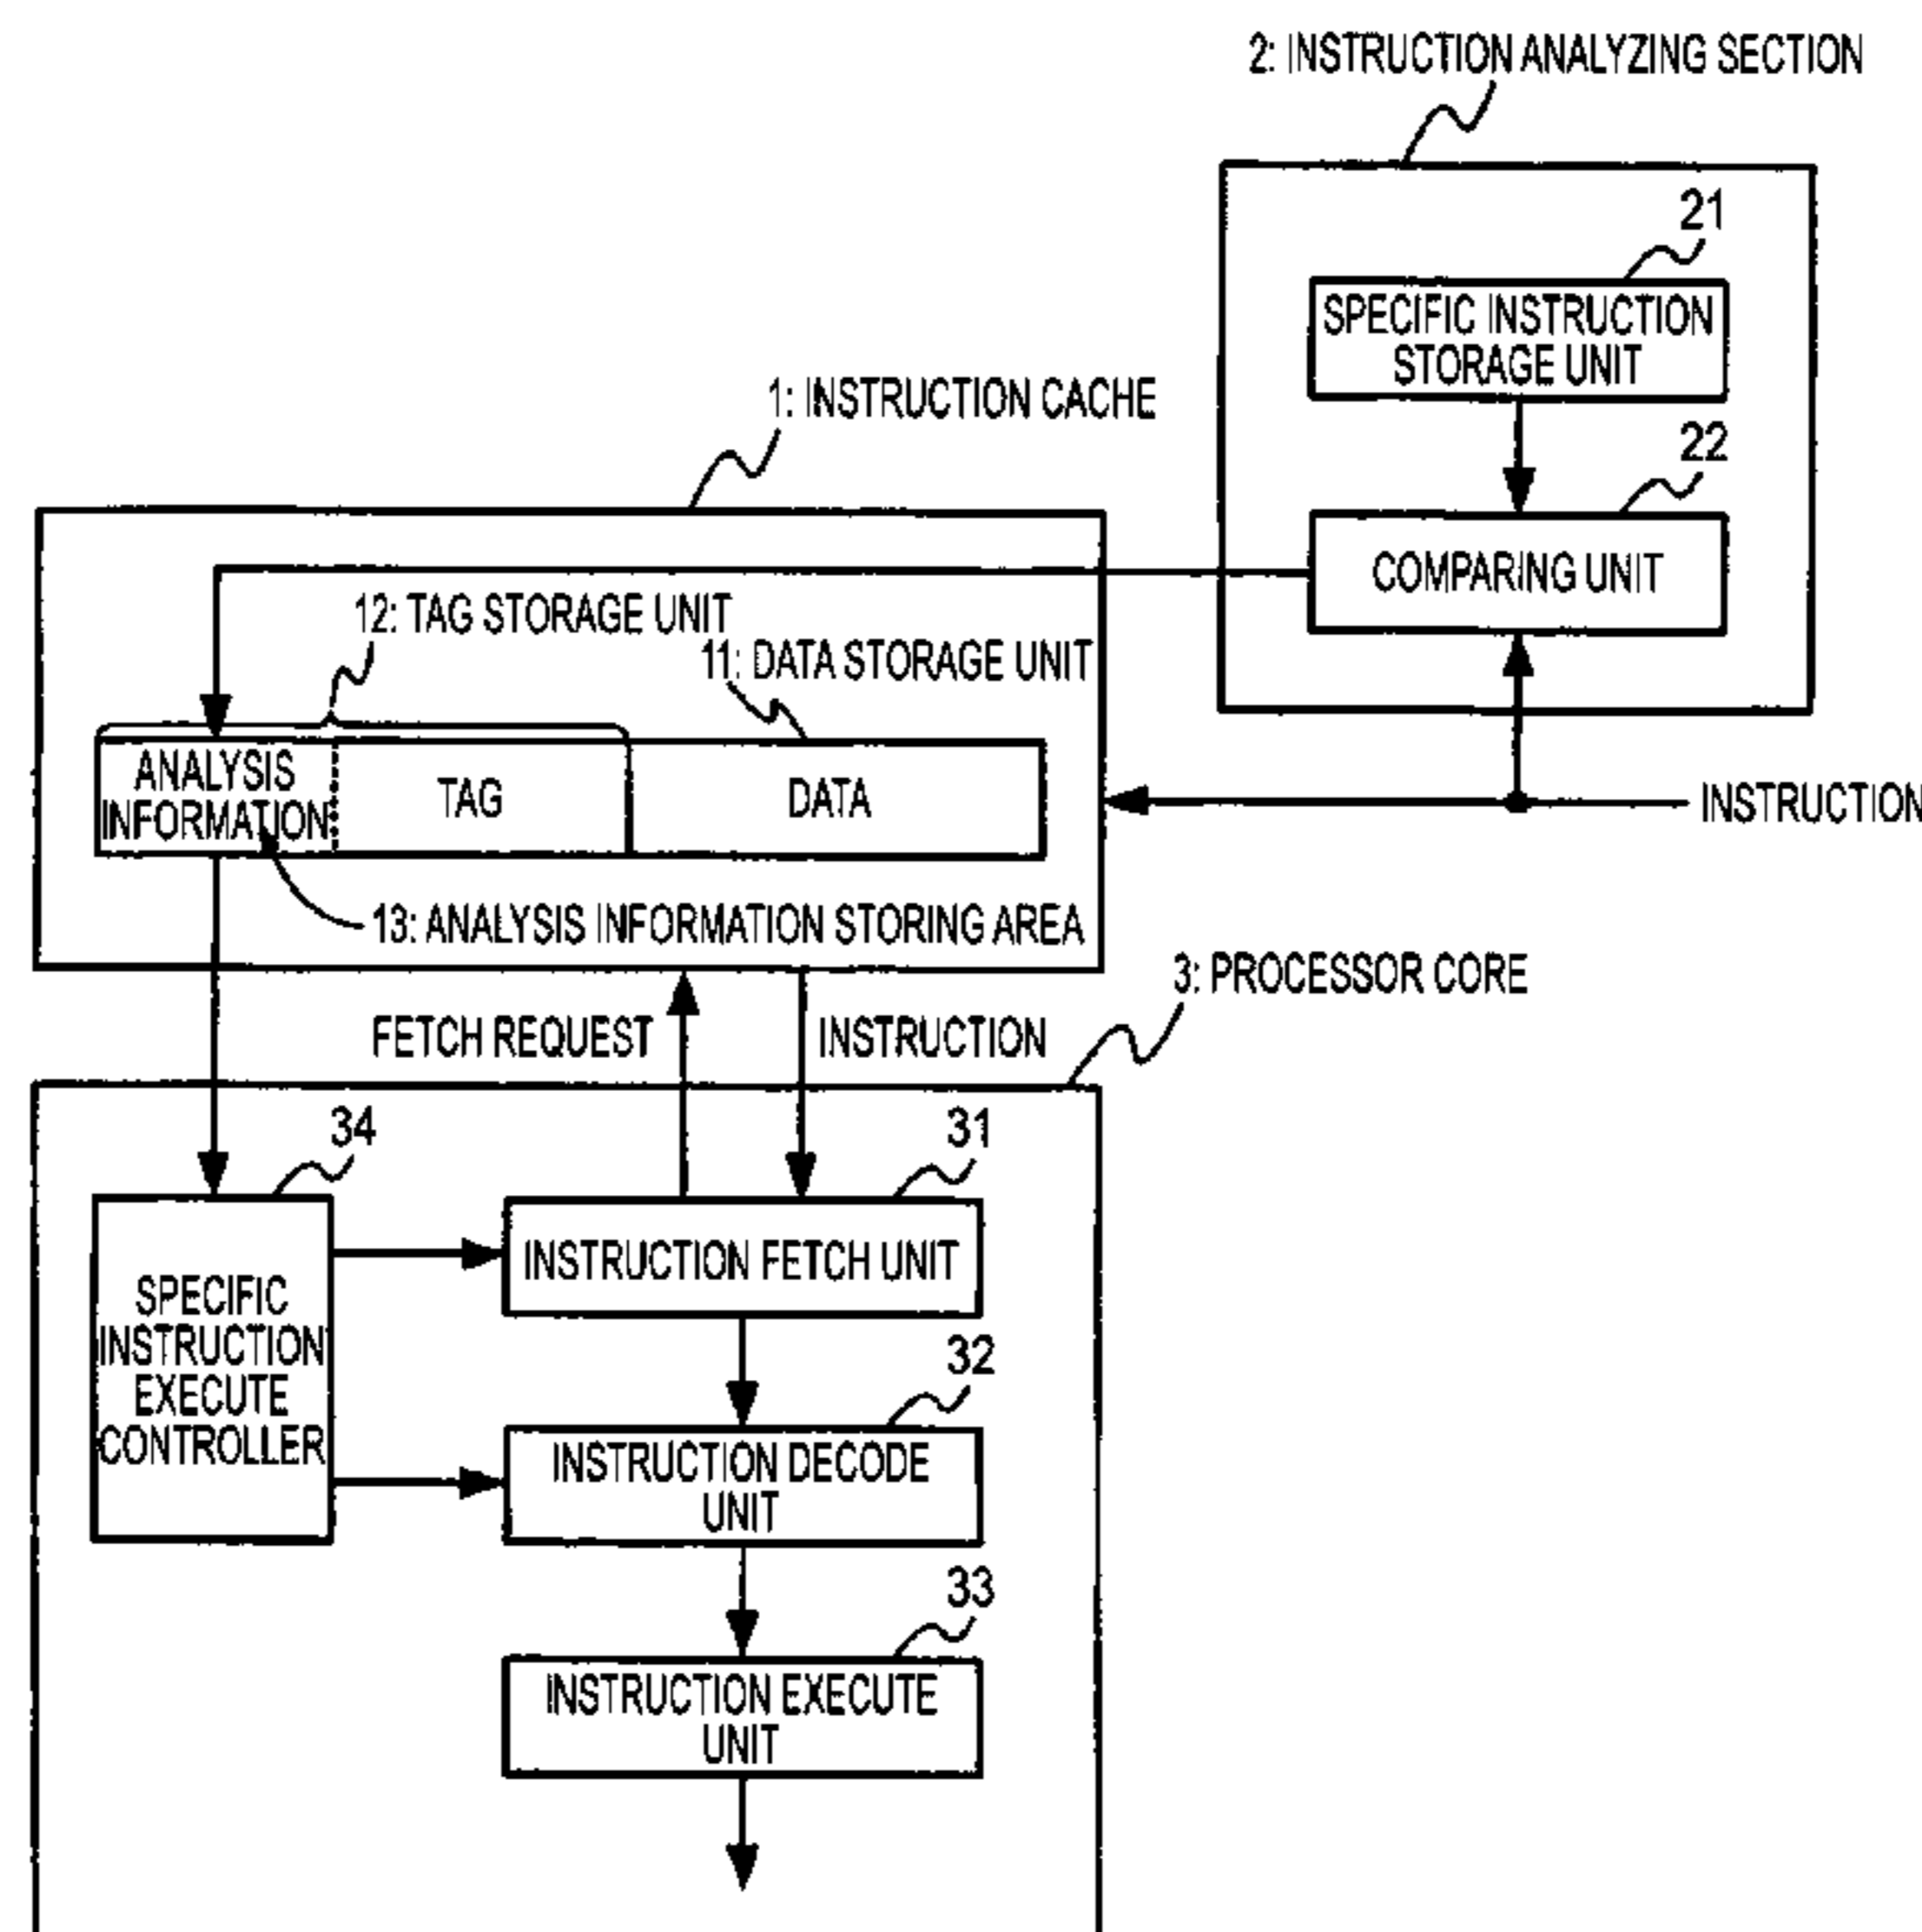 2: INSTRUCTION ANALYZING SECTION
21
SPECIFIC INSTRUCTION
STORAGE UNIT
1: INSTRUCTION CACHE
22
COMPARING UNIT
12: TAG STORAGE UNIT
11: DATA STORAGE UNIT
ANALYSIS
INFORMATION
TAG
DATA
INSTRUCTION
13: ANALYSIS INFORMATION STORING AREA
3: PROCESSOR CORE
FETCH REQUEST
INSTRUCTION
34
31
INSTRUCTION FETCH UNIT
SPECIFIC
INSTRUCTION
EXECUTE
CONTROLLER
32
INSTRUCTION DECODE
UNIT
33
INSTRUCTION EXECUTE
UNIT